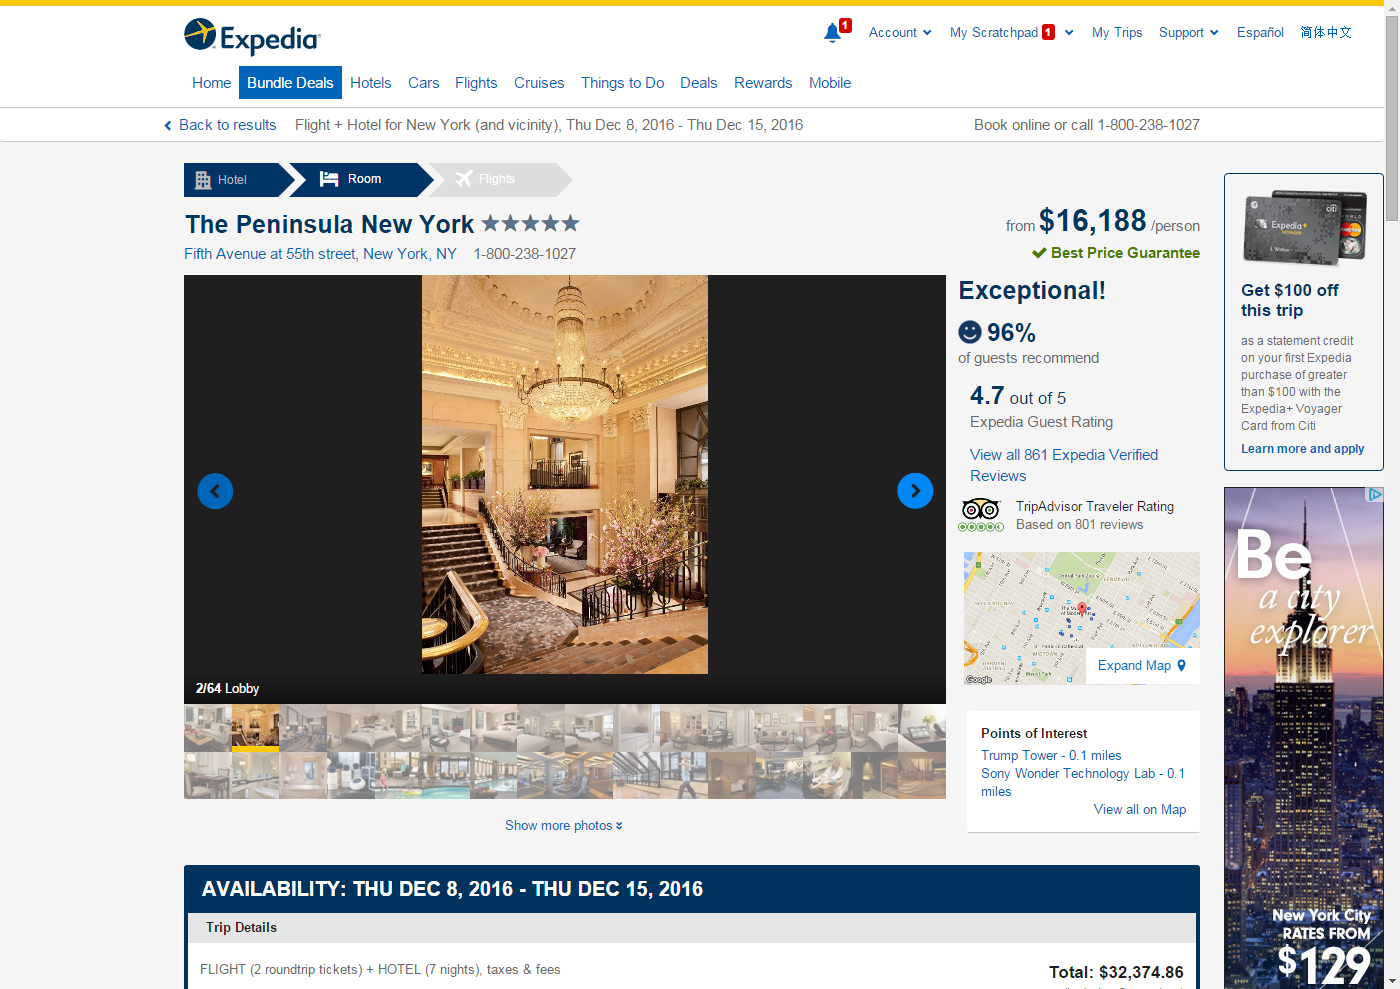 Expedia
1
Account
My Scratchpad 1
My Trips
Support
Español
简体中文
Home
Bundle Deals
Hotels
Cars
Flights
Cruises
Things to Do
Deals
Rewards
Mobile
Back to results
Flight + Hotel for New York (and vicinity), Thu Dec 8, 2016 - Thu Dec 15, 2016
Book online or call 1-800-238-1027
Hotel
Room
Flights
The Peninsula New York
Fifth Avenue at 55th street, New York, NY
1-800-238-1027
from $16,188 /person
Best Price Guarantee
2/64 Lobby
Show more photos
Exceptional!
96%
of guests recommend
4.7 out of 5
Expedia Guest Rating
View all 861 Expedia Verified
Reviews
TripAdvisor Traveler Rating
Based on 801 reviews
Google
Expand Map
Points of Interest
Trump Tower - 0.1 miles
Sony Wonder Technology Lab - 0.1
miles
View all on Map
citi
Expedia+
VOYAGER
Get $100 off
this trip
as a statement credit
on your first Expedia
purchase of greater
than $100 with the
Expedia+ Voyager
Card from Citi
Learn more and apply
Be
a city
explorer
New York City
RATES FROM
$129
AVAILABILITY: THU DEC 8, 2016 - THU DEC 15, 2016
Trip Details
FLIGHT (2 roundtrip tickets) + HOTEL (7 nights), taxes & fees
Total: $32,374.86